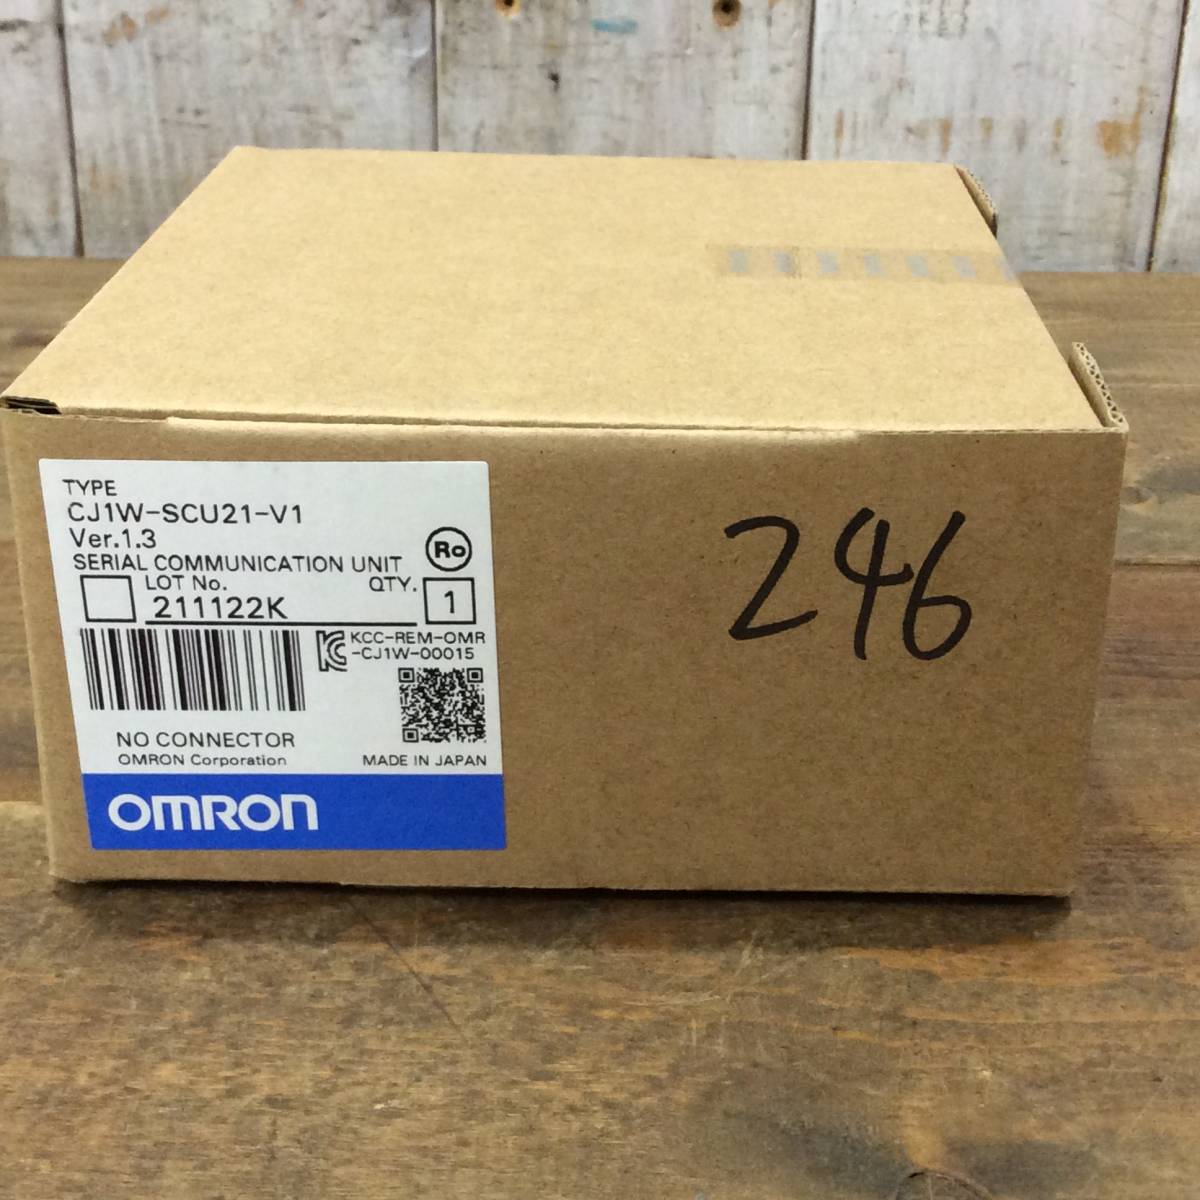 TYPE
CJ1W-SCU21-V1
Ver.1.3
SERIAL COMMUNICATION UNIT
Ro
LOT No.
QTY.
211122K
1
KCC-REM-OMR
-CJ1W-00015
NO CONNECTOR
OMRON Corporation
MADE IN JAPAN
OMRON
246